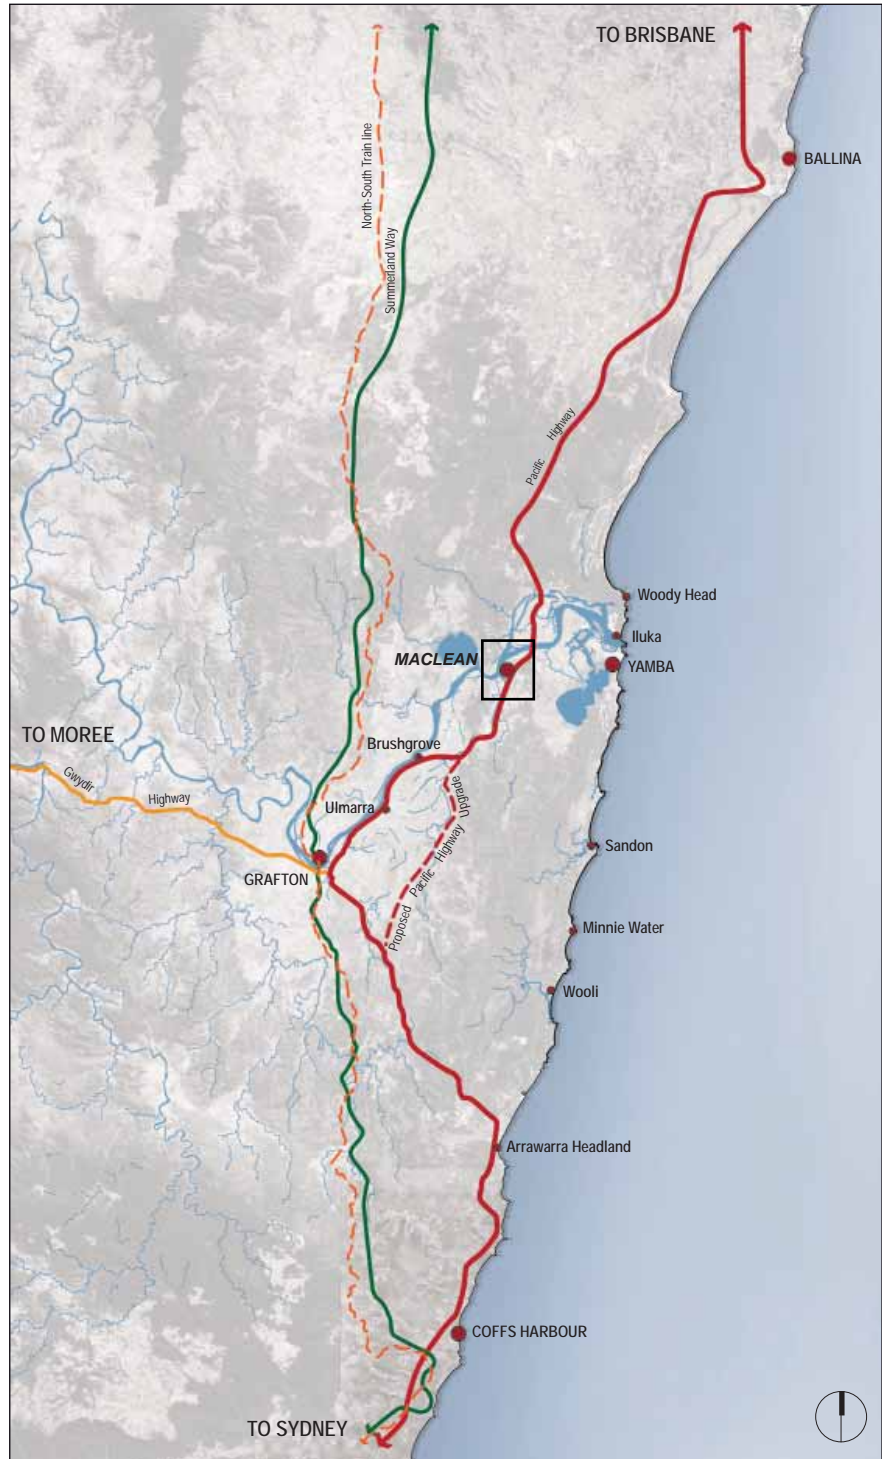 TO BRISBANE
BALLINA
North-South Train line
Summerland Way
Pacific Highway
Woody Head
Iluka
MACLEAN
YAMBA
TO MOREE
Brushgrove
Gwydir Highway
Ulmarra
Proposed Pacific Highway Upgrade
Sandon
GRAFTON
Minnie Water
Wooli
Arrawarra Headland
COFFS HARBOUR
TO SYDNEY